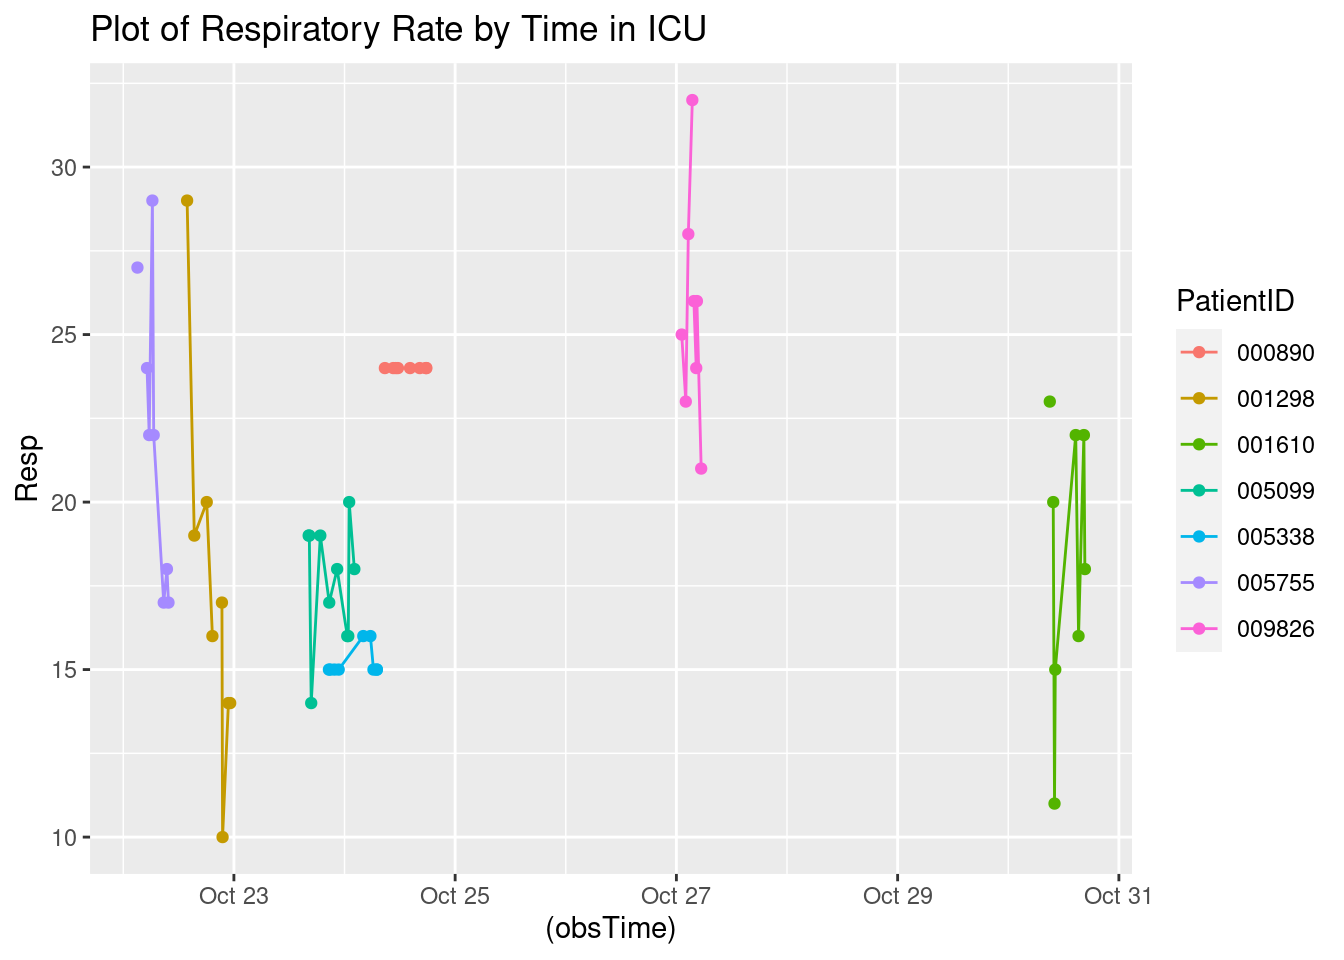 Plot of Respiratory Rate by Time in ICU
30
25
20
15
10
Resp
Oct 23 Oct 25 Oct 27 Oct 29 Oct 31
(obsTime)
PatientID
000890
001298
001610
005099
005338
005755
009826